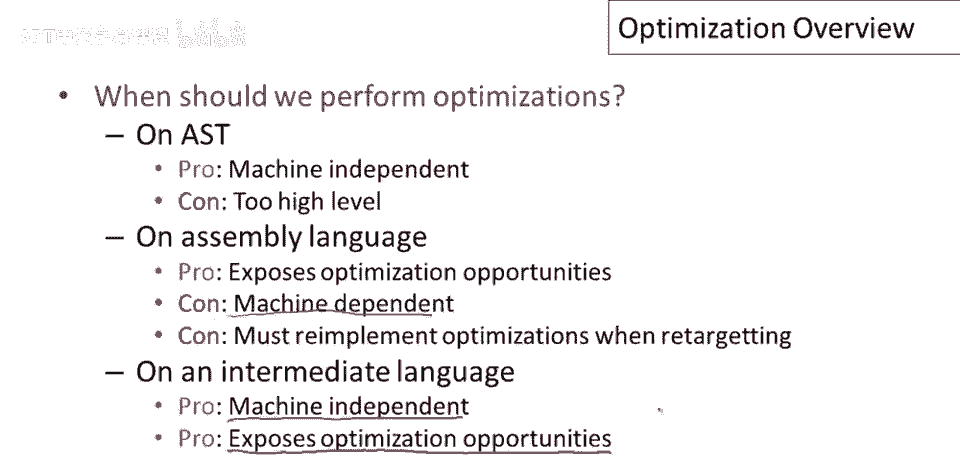 Optimization Overview
• When should we perform optimizations?
– On AST
• Pro: Machine independent
• Con: Too high level
– On assembly language
• Pro: Exposes optimization opportunities
• Con: Machine dependent
• Con: Must reimplement optimizations when retargetting
– On an intermediate language
• Pro: Machine independent
• Pro: Exposes optimization opportunities